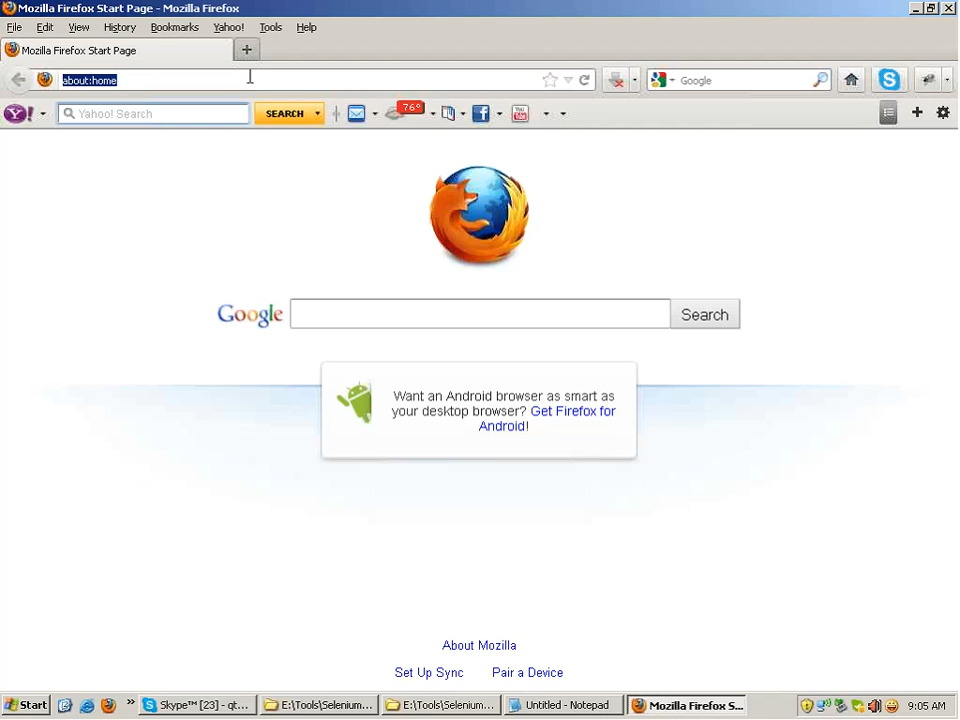 Mozilla Firefox Start Page - Mozilla Firefox
File Edit View History Bookmarks Yahoo! Tools Help
Mozilla Firefox Start Page
about:home
Google
Y! Yahoo! Search SEARCH 76°
Google Search
Want an Android browser as smart as
your desktop browser? Get Firefox for
Android!
About Mozilla
Set Up Sync Pair a Device
Start Skype™ [23] - qt... E:\Tools\Selenium... E:\Tools\Selenium... Untitled - Notepad Mozilla Firefox S... 9:05 AM